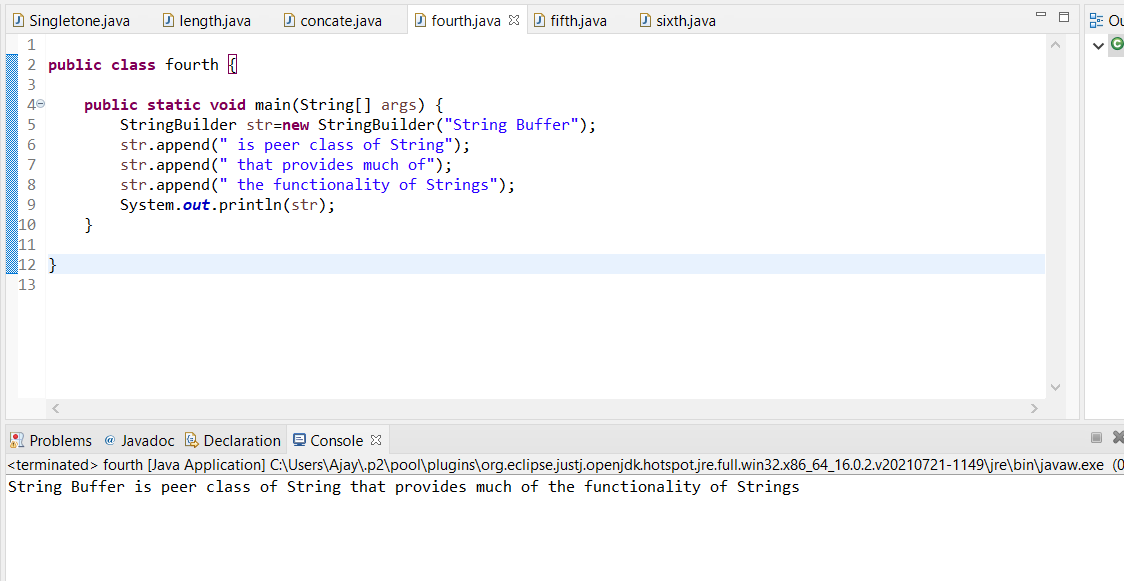 Singletone.java length.java concate.java fourth.java fifth.java sixth.java
1
2 public class fourth {
3
4 public static void main(String[] args) {
5 StringBuilder str=new StringBuilder("String Buffer");
6 str.append(" is peer class of String");
7 str.append(" that provides much of");
8 str.append(" the functionality of Strings");
9 System.out.println(str);
10 }
11
12 }
13
Problems @ Javadoc Declaration Console
<terminated> fourth [Java Application] C:\Users\Ajay\.p2\pool\plugins\org.eclipse.justj.openjdk.hotspot.jre.full.win32.x86_64_16.0.2.v20210721-1149\jre\bin\javaw.exe (0
String Buffer is peer class of String that provides much of the functionality of Strings